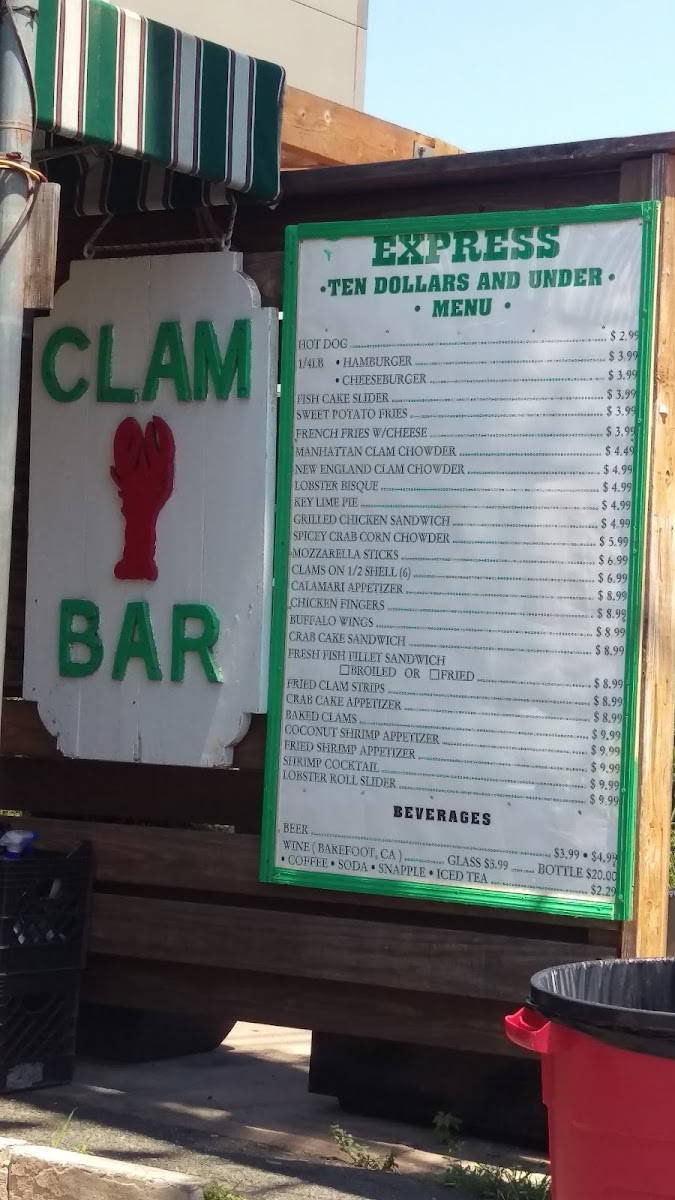 CLAM
BAR
EXPRESS
•TEN DOLLARS AND UNDER•
• MENU •
HOT DOG $ 2.99
1/4LB • HAMBURGER $ 3.99
• CHEESEBURGER $ 3.99
FISH CAKE SLIDER $ 3.99
SWEET POTATO FRIES $ 3.99
FRENCH FRIES W/CHEESE $ 3.99
MANHATTAN CLAM CHOWDER $ 4.49
NEW ENGLAND CLAM CHOWDER $ 4.99
LOBSTER BISQUE $ 4.99
KEY LIME PIE $ 4.99
GRILLED CHICKEN SANDWICH $ 4.99
SPICEY CRAB CORN CHOWDER $ 5.99
MOZZARELLA STICKS $ 6.99
CLAMS ON 1/2 SHELL (6) $ 6.99
CALAMARI APPETIZER $ 8.99
CHICKEN FINGERS $ 8.99
BUFFALO WINGS $ 8.99
CRAB CAKE SANDWICH $ 8.99
FRESH FISH FILLET SANDWICH
☐BROILED OR ☐FRIED $ 8.99
FRIED CLAM STRIPS $ 8.99
CRAB CAKE APPETIZER $ 8.99
BAKED CLAMS $ 9.99
COCONUT SHRIMP APPETIZER $ 9.99
FRIED SHRIMP APPETIZER $ 9.99
SHRIMP COCKTAIL $ 9.99
LOBSTER ROLL SLIDER $ 9.99
BEVERAGES
BEER $3.99 • $4.99
WINE ( BAREFOOT, CA ) GLASS $5.99 BOTTLE $20.00
• COFFEE • SODA • SNAPPLE • ICED TEA $2.29